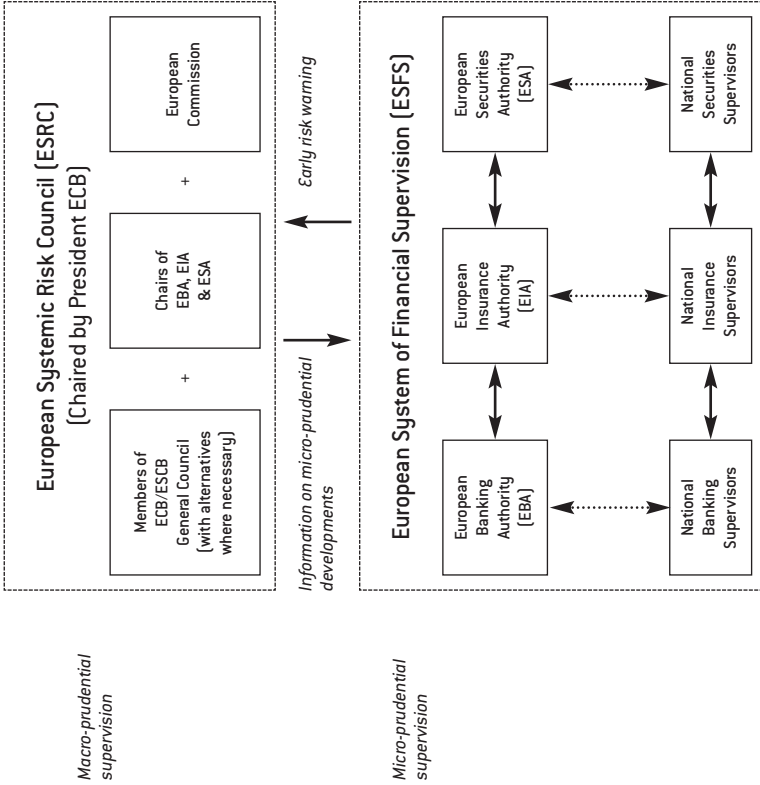 Macro-prudential
supervision
European Systemic Risk Council (ESRC)
(Chaired by President ECB)
Members of
ECB/ESCB
General Council
(with alternatives
where necessary)
+
Chairs of
EBA, EIA
& ESA
+
European
Commission
Information on micro-prudential
developments
Early risk warning
Micro-prudential
supervision
European System of Financial Supervision (ESFS)
European
Banking
Authority
(EBA)
European
Insurance
Authority
(EIA)
European
Securities
Authority
(ESA)
National
Banking
Supervisors
National
Insurance
Supervisors
National
Securities
Supervisors